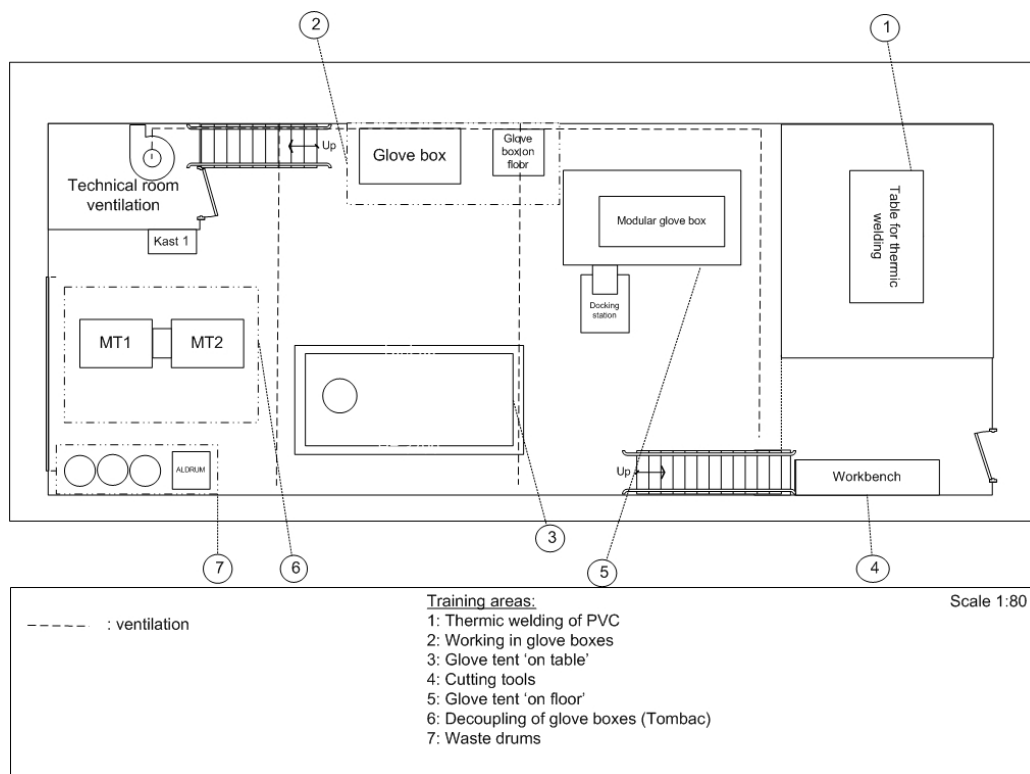 2
1
Up
Glove box
Glove
box on
floor
Technical room
ventilation
Kast 1
Modular glove box
Table for thermic
welding
Docking
station
MT1
MT2
ALDRUM
Up
Workbench
3
7
6
5
4
------- : ventilation
Training areas:
1: Thermic welding of PVC
2: Working in glove boxes
3: Glove tent ‘on table’
4: Cutting tools
5: Glove tent ‘on floor’
6: Decoupling of glove boxes (Tombac)
7: Waste drums
Scale 1:80